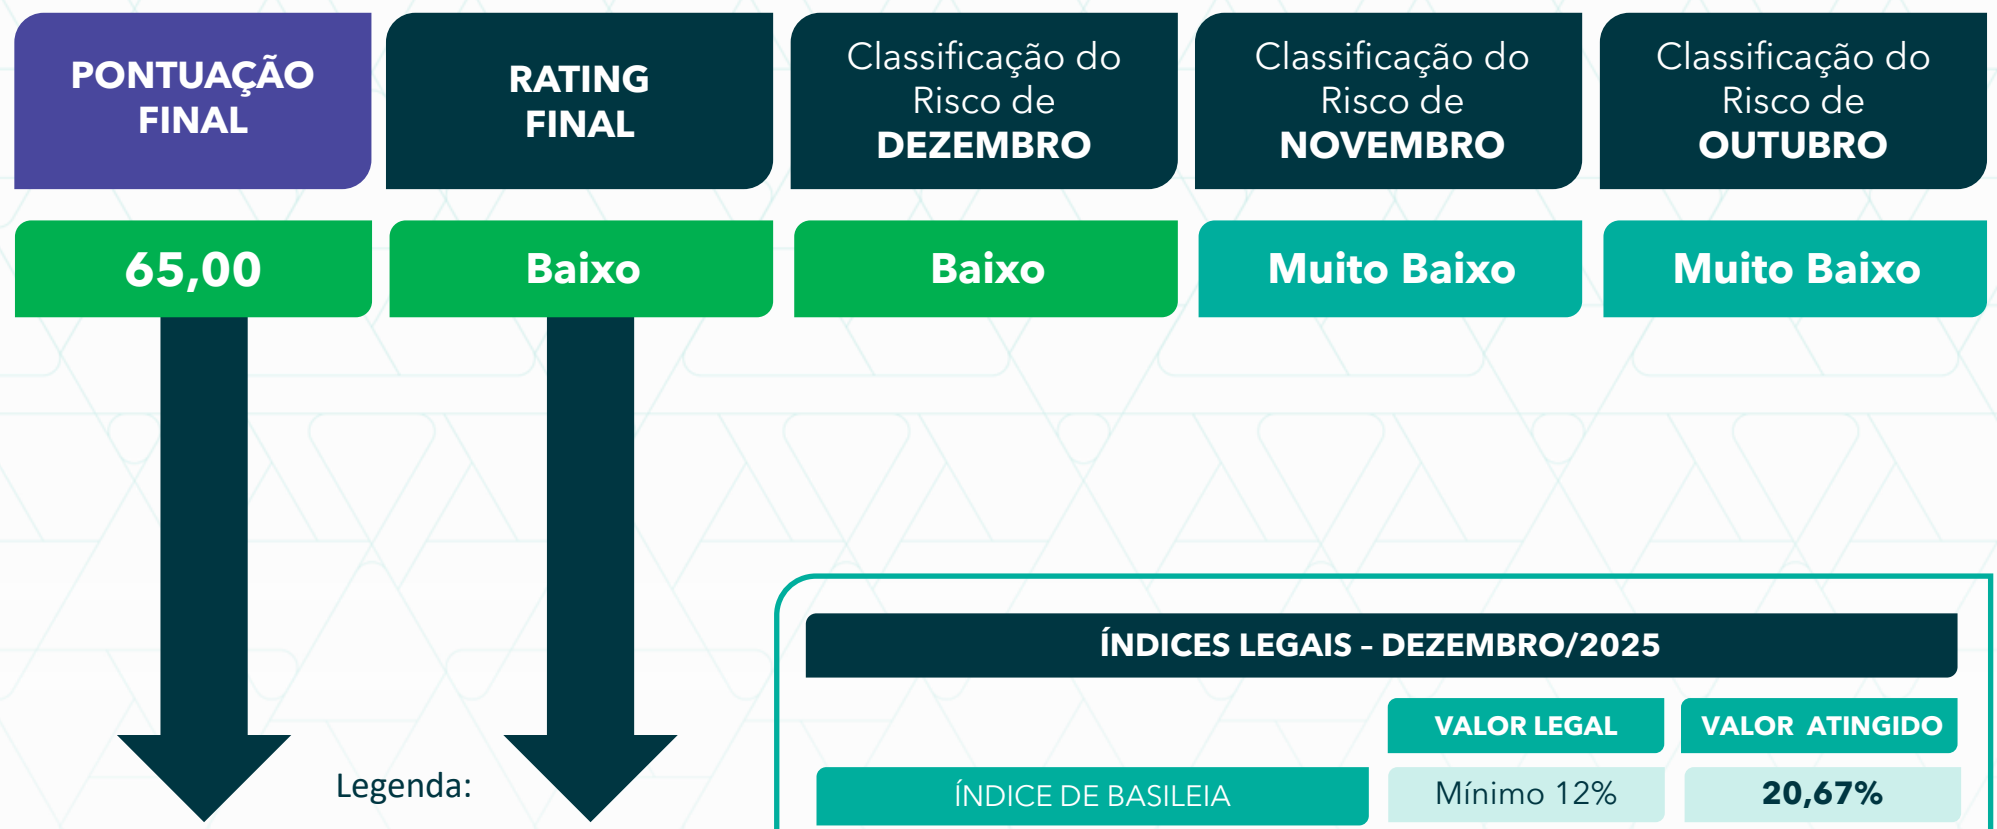 PONTUAÇÃO
FINAL
RATING
FINAL
Classificação do
Risco de
DEZEMBRO
Classificação do
Risco de
NOVEMBRO
Classificação do
Risco de
OUTUBRO
65,00
Baixo
Baixo
Muito Baixo
Muito Baixo
Legenda:
ÍNDICES LEGAIS – DEZEMBRO/2025
VALOR LEGAL
VALOR ATINGIDO
ÍNDICE DE BASILEIA
Mínimo 12%
20,67%